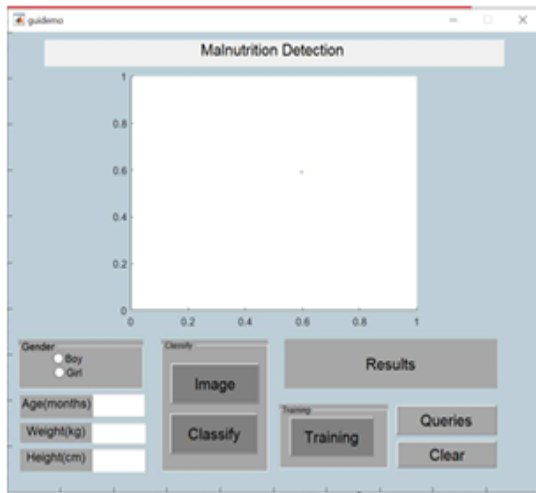 guidemo
Malnutrition Detection
1
0.8
0.6
0.4
0.2
0
0 0.2 0.4 0.6 0.8 1
Gender
Boy
Girl
Age(months)
Weight(kg)
Height(cm)
Classify
Image
Classify
Results
Training
Training
Queries
Clear